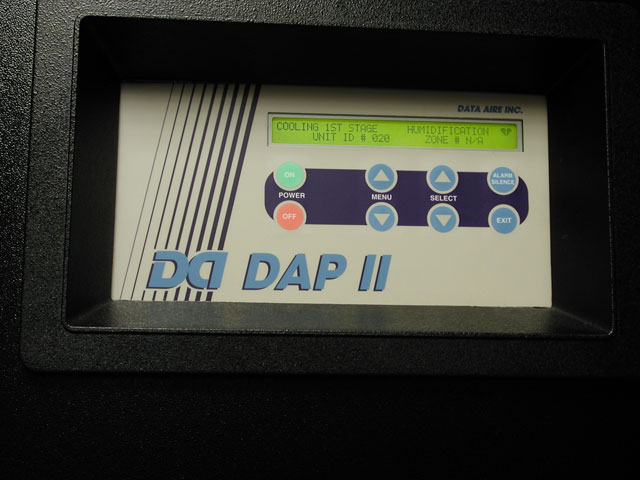 DATA AIRE INC.
COOLING 1ST STAGE HUMIDIFICATION
UNIT ID # 020 ZONE # N/A
ON
POWER
OFF
MENU
SELECT
ALARM
SILENCE
EXIT
DA DAP II